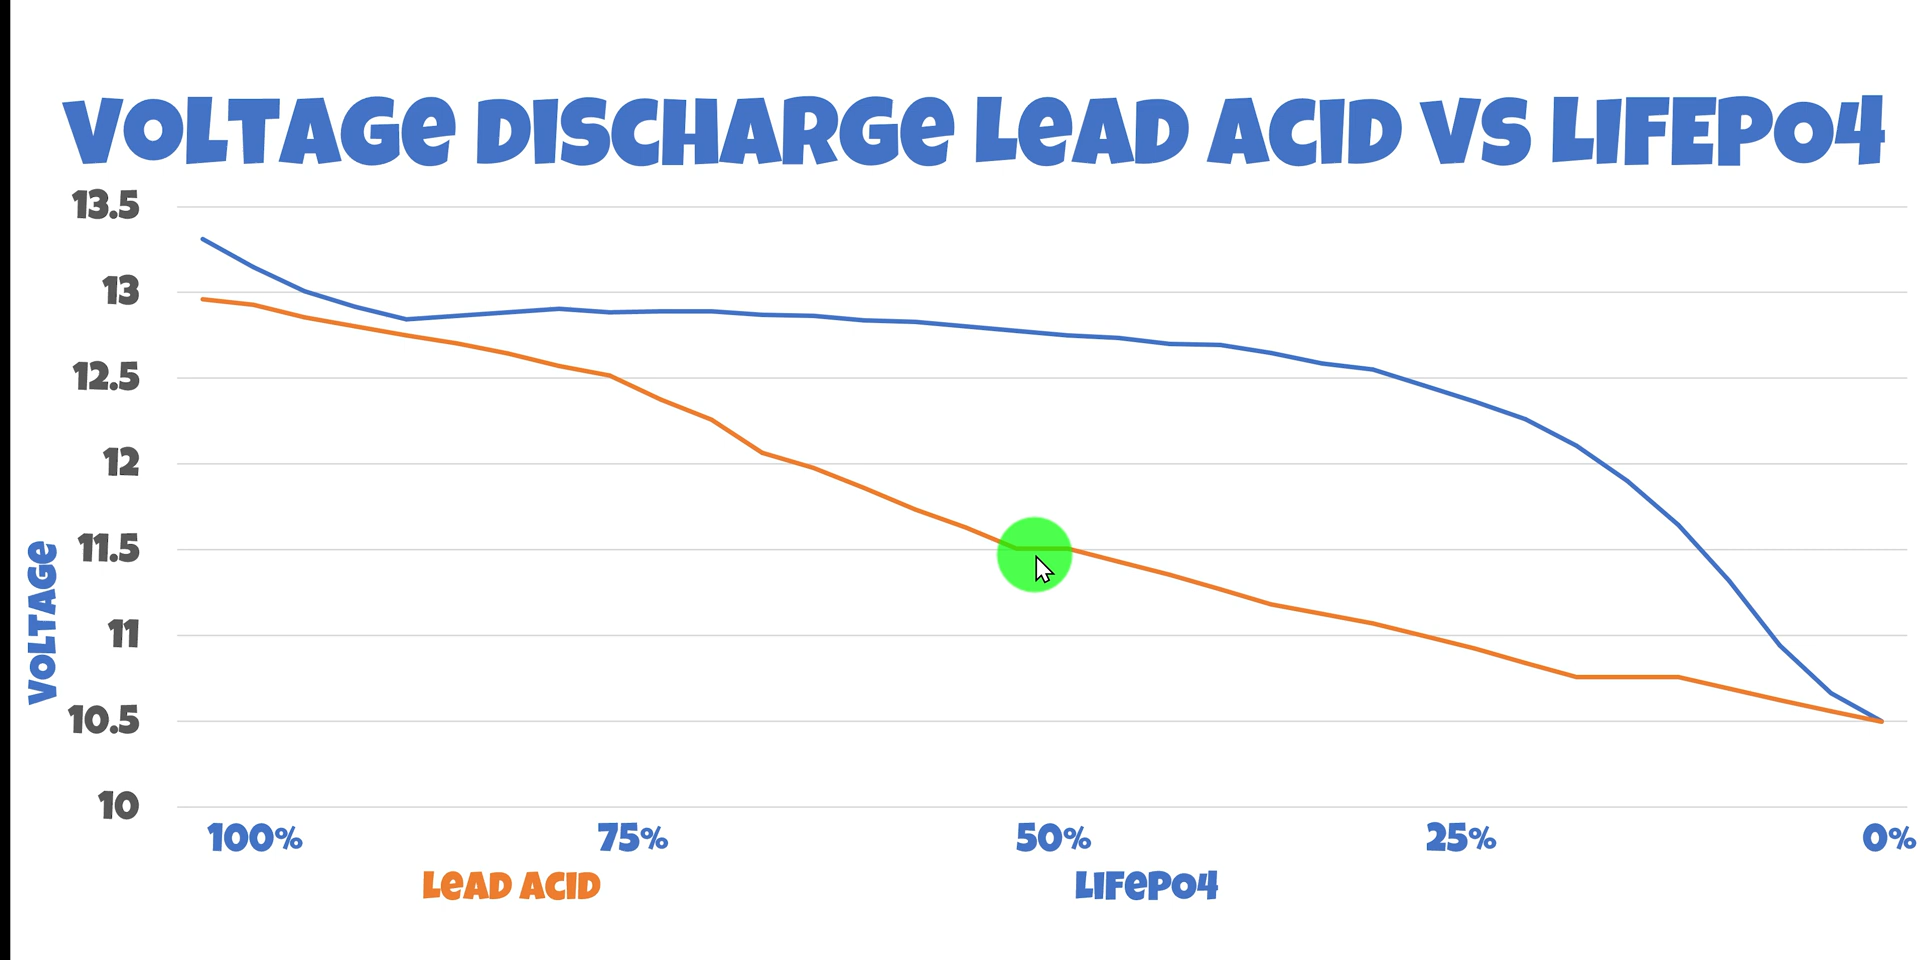 VOLTAGE DISCHARGE LEAD ACID VS LIFEPO4
13.5
13
12.5
12
11.5
11
10.5
10
VOLTAGE
100% 75% 50% 25% 0%
LEAD ACID LIFEPO4